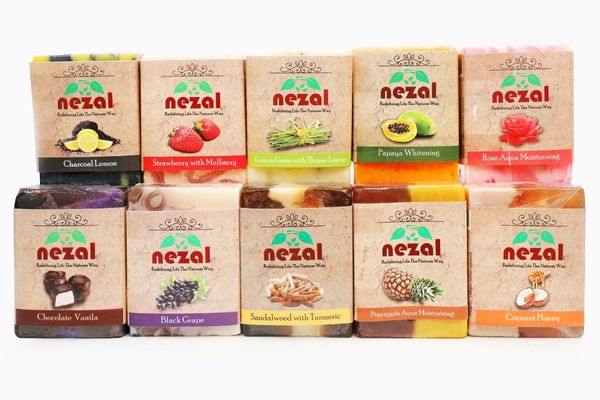 nezal
Redefining Life The Natures Way
Charcoal Lemon
nezal
Redefining Life The Natures Way
Strawberry with Mulberry
nezal
Redefining Life The Natures Way
Lemon Grass with Thyme Leave
nezal
Redefining Life The Natures Way
Papaya Whitening
nezal
Redefining Life The Natures Way
Rose Aqua Moisturizing
nezal
Redefining Life The Natures Way
Chocolate Vanila
nezal
Redefining Life The Natures Way
Black Grape
nezal
Redefining Life The Natures Way
Sandalwood with Turmeric
nezal
Redefining Life The Natures Way
Pine apple Aqua Moisturizing
nezal
Redefining Life The Natures Way
Coconut Honey